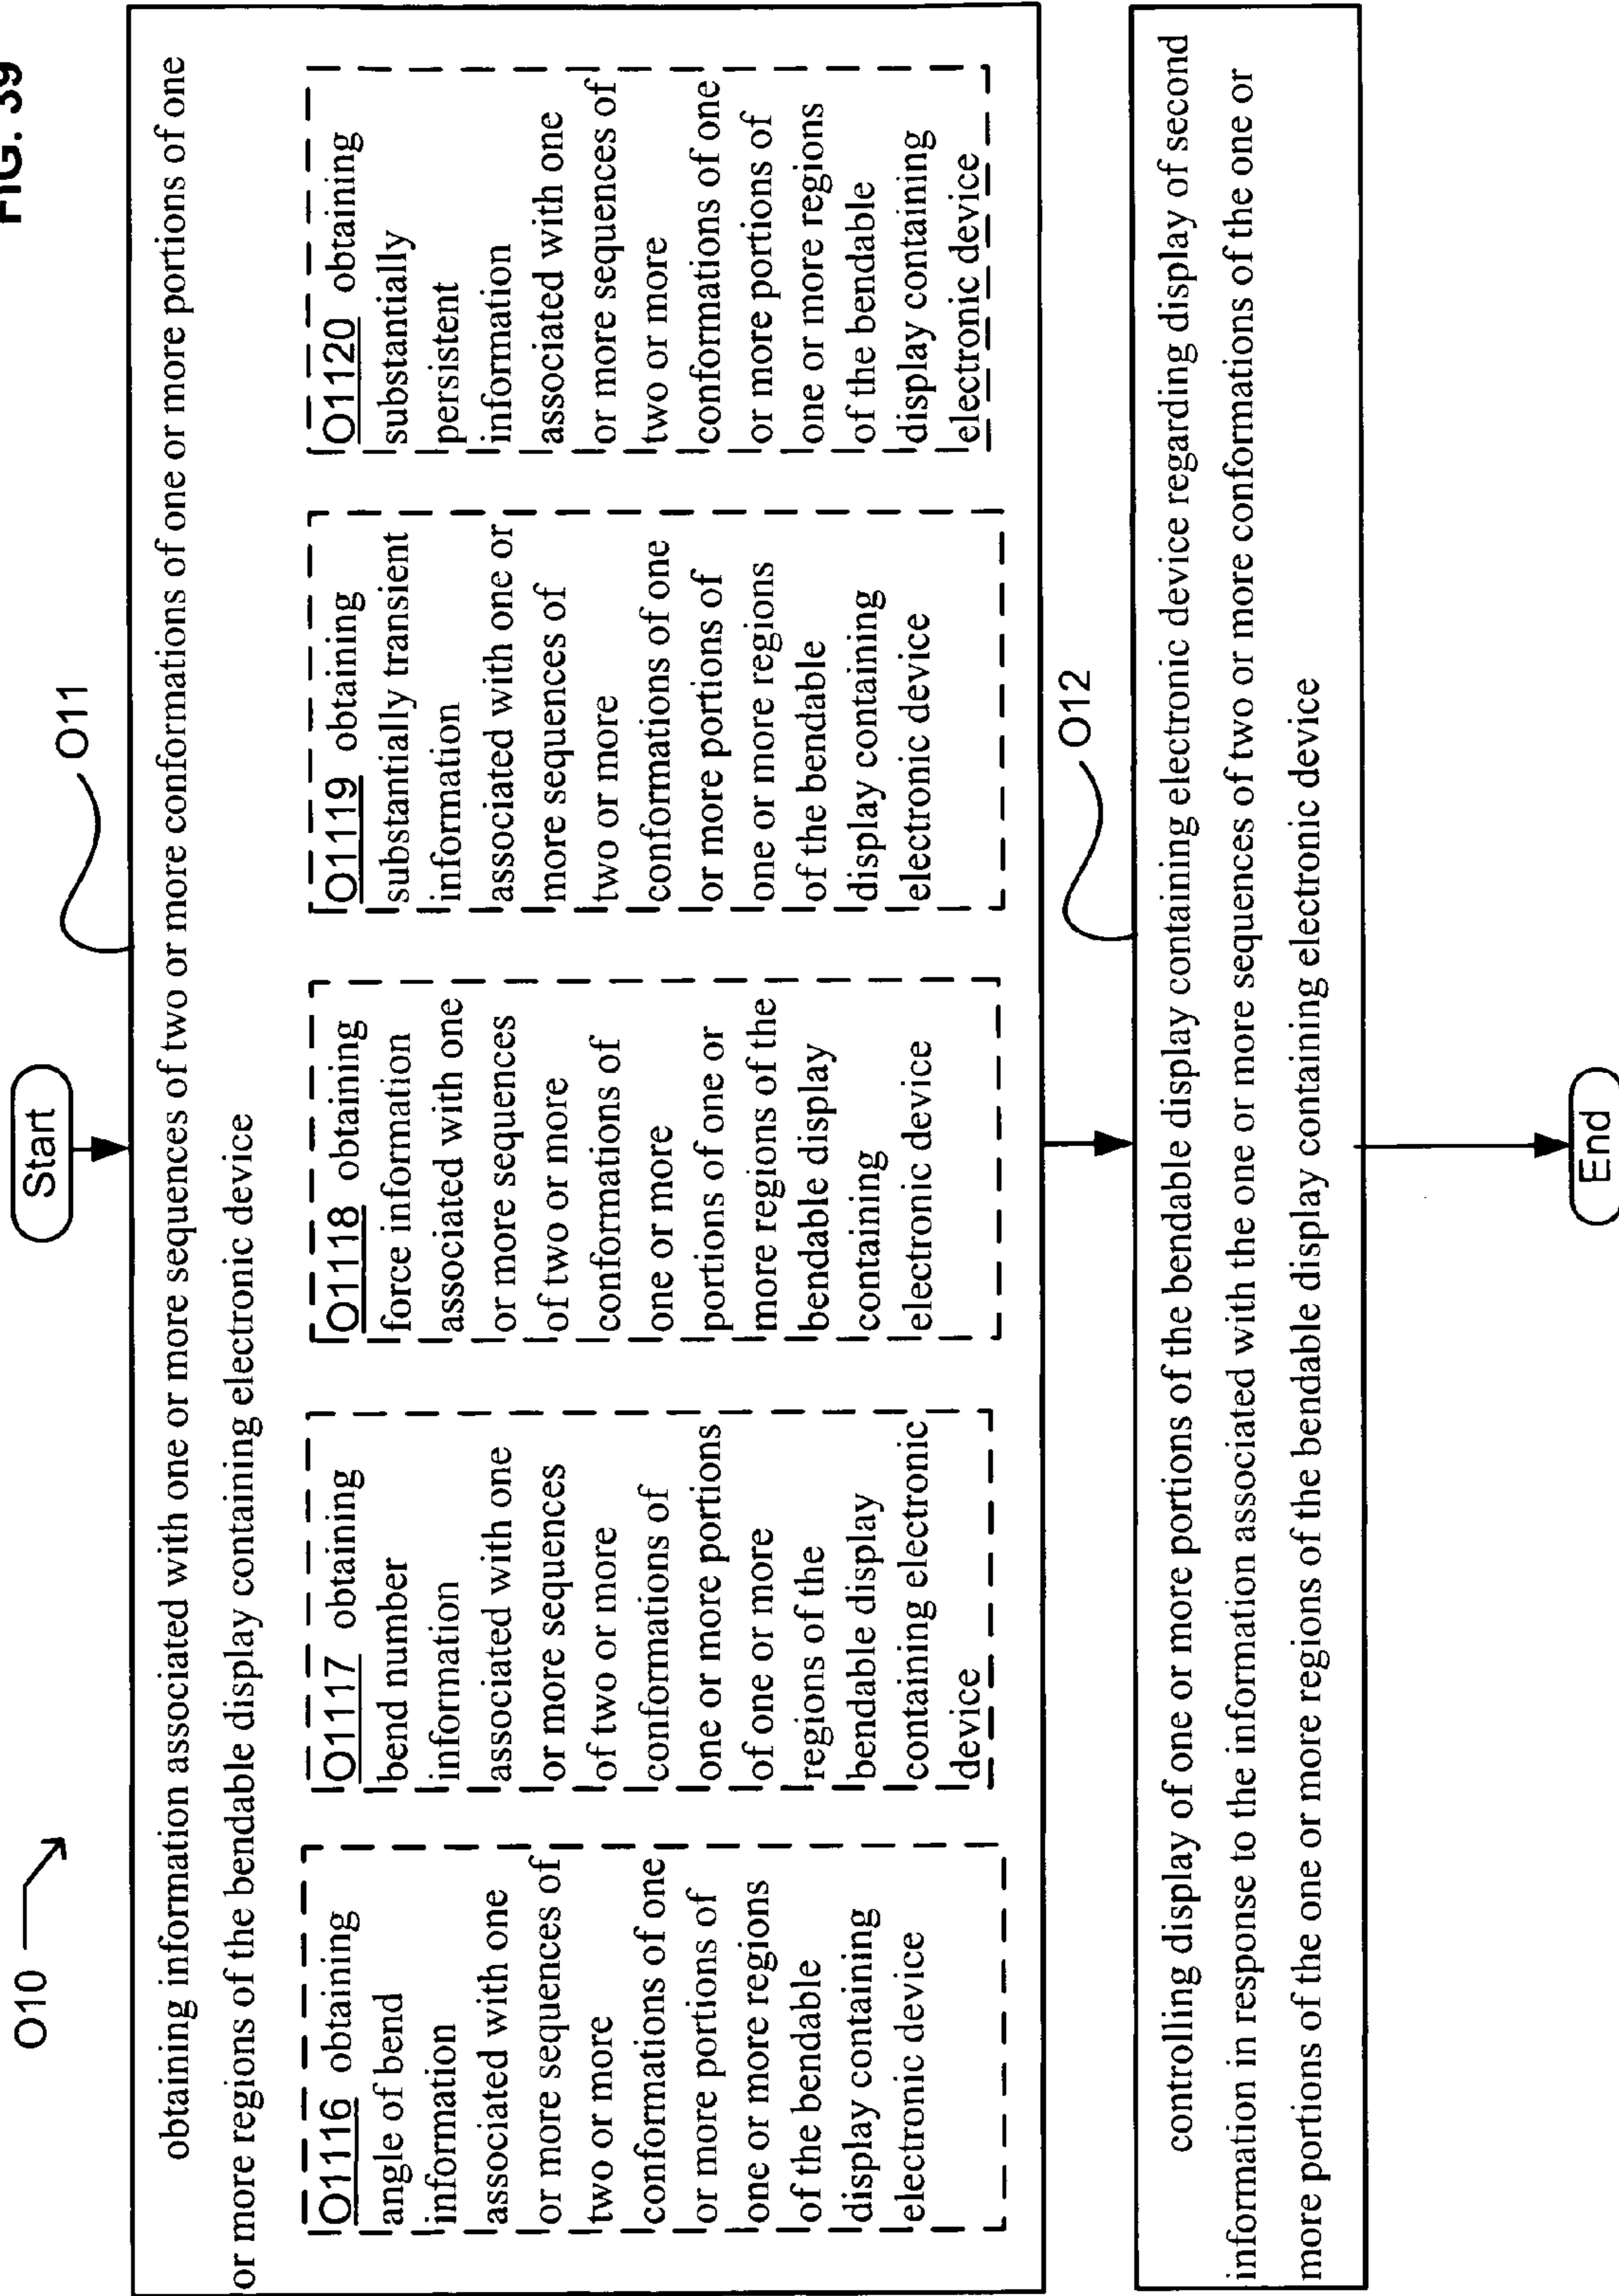 FIG. 39
O10
Start
O11
obtaining information associated with one or more sequences of two or more conformations of one or more portions of one
or more regions of the bendable display containing electronic device
O1116 obtaining
angle of bend
information
associated with one
or more sequences of
two or more
conformations of one
or more portions of
one or more regions
of the bendable
display containing
electronic device
O1117 obtaining
bend number
information
associated with one
or more sequences
of two or more
conformations of
one or more portions
of one or more
regions of the
bendable display
containing electronic
device
O1118 obtaining
force information
associated with one
or more sequences
of two or more
conformations of
one or more
portions of one or
more regions of the
bendable display
containing
electronic device
O1119 obtaining
substantially transient
information
associated with one or
more sequences of
two or more
conformations of one
or more portions of
one or more regions
of the bendable
display containing
electronic device
O1120 obtaining
substantially
persistent
information
associated with one
or more sequences of
two or more
conformations of one
or more portions of
one or more regions
of the bendable
display containing
electronic device
O12
controlling display of one or more portions of the bendable display containing electronic device regarding display of second
information in response to the information associated with the one or more sequences of two or more conformations of the one or
more portions of the one or more regions of the bendable display containing electronic device
End